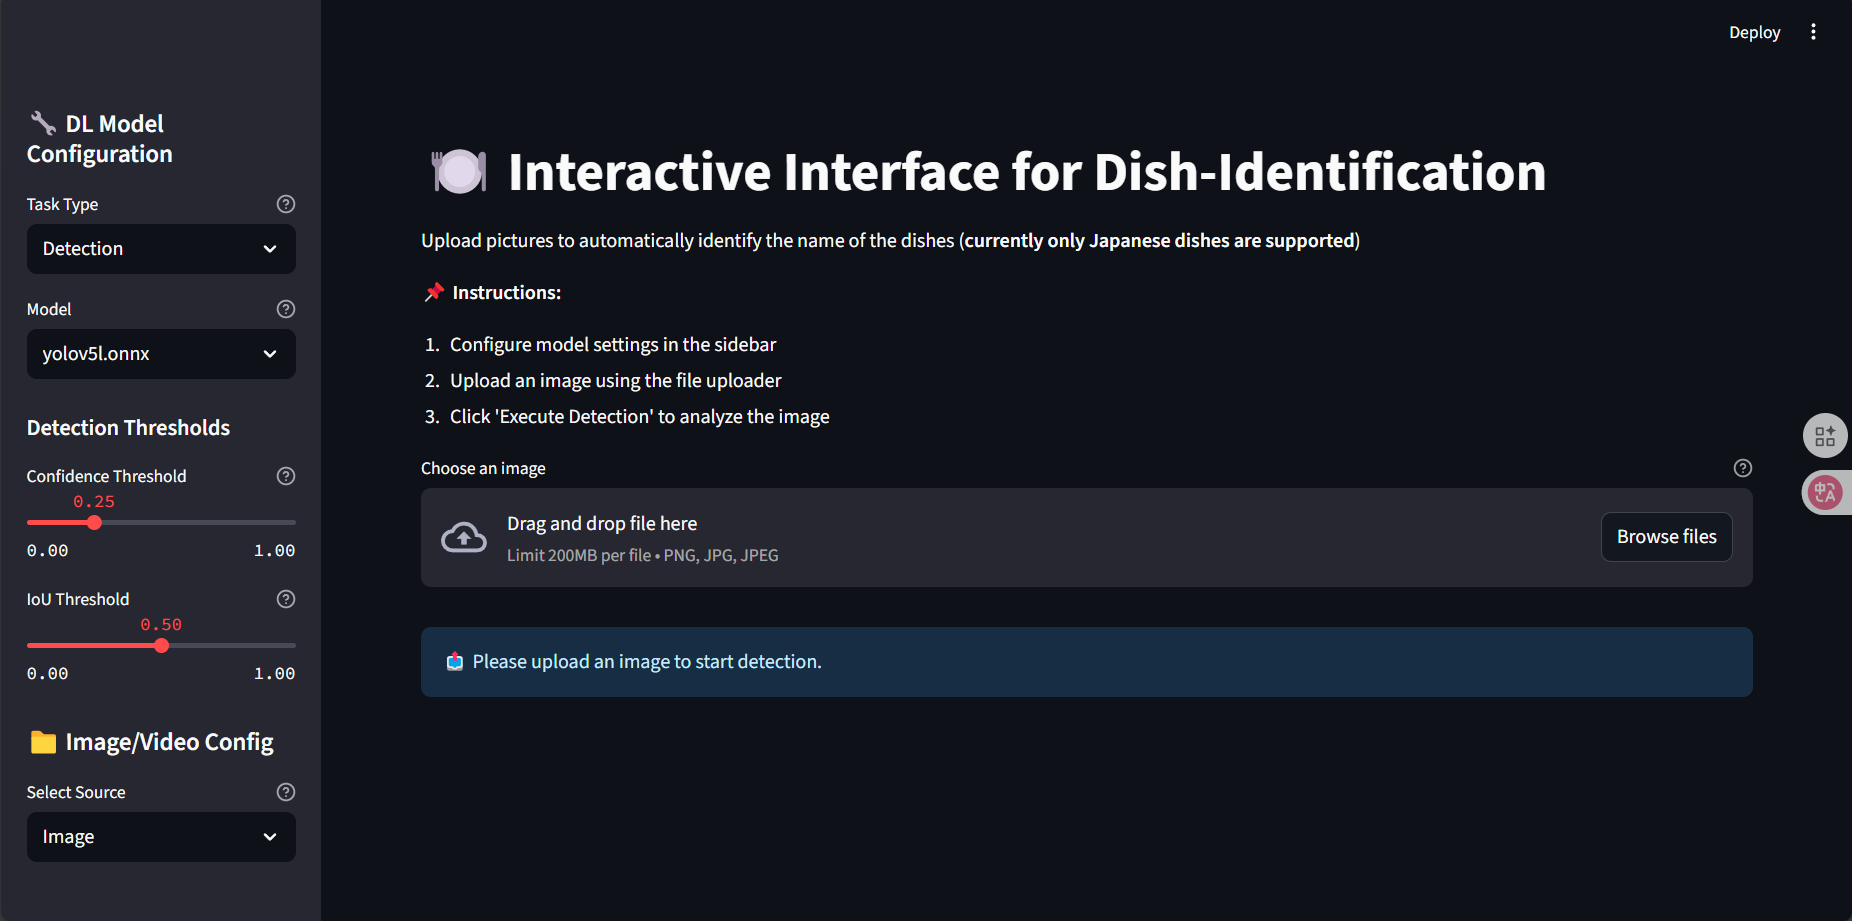 Deploy
DL Model
Configuration
Task Type
Detection
Model
yolov5l.onnx
Detection Thresholds
Confidence Threshold
0.25
0.00 1.00
IoU Threshold
0.50
0.00 1.00
Image/Video Config
Select Source
Image
Interactive Interface for Dish-Identification
Upload pictures to automatically identify the name of the dishes (currently only Japanese dishes are supported)
Instructions:
1. Configure model settings in the sidebar
2. Upload an image using the file uploader
3. Click 'Execute Detection' to analyze the image
Choose an image
Drag and drop file here
Limit 200MB per file • PNG, JPG, JPEG
Browse files
Please upload an image to start detection.
中A